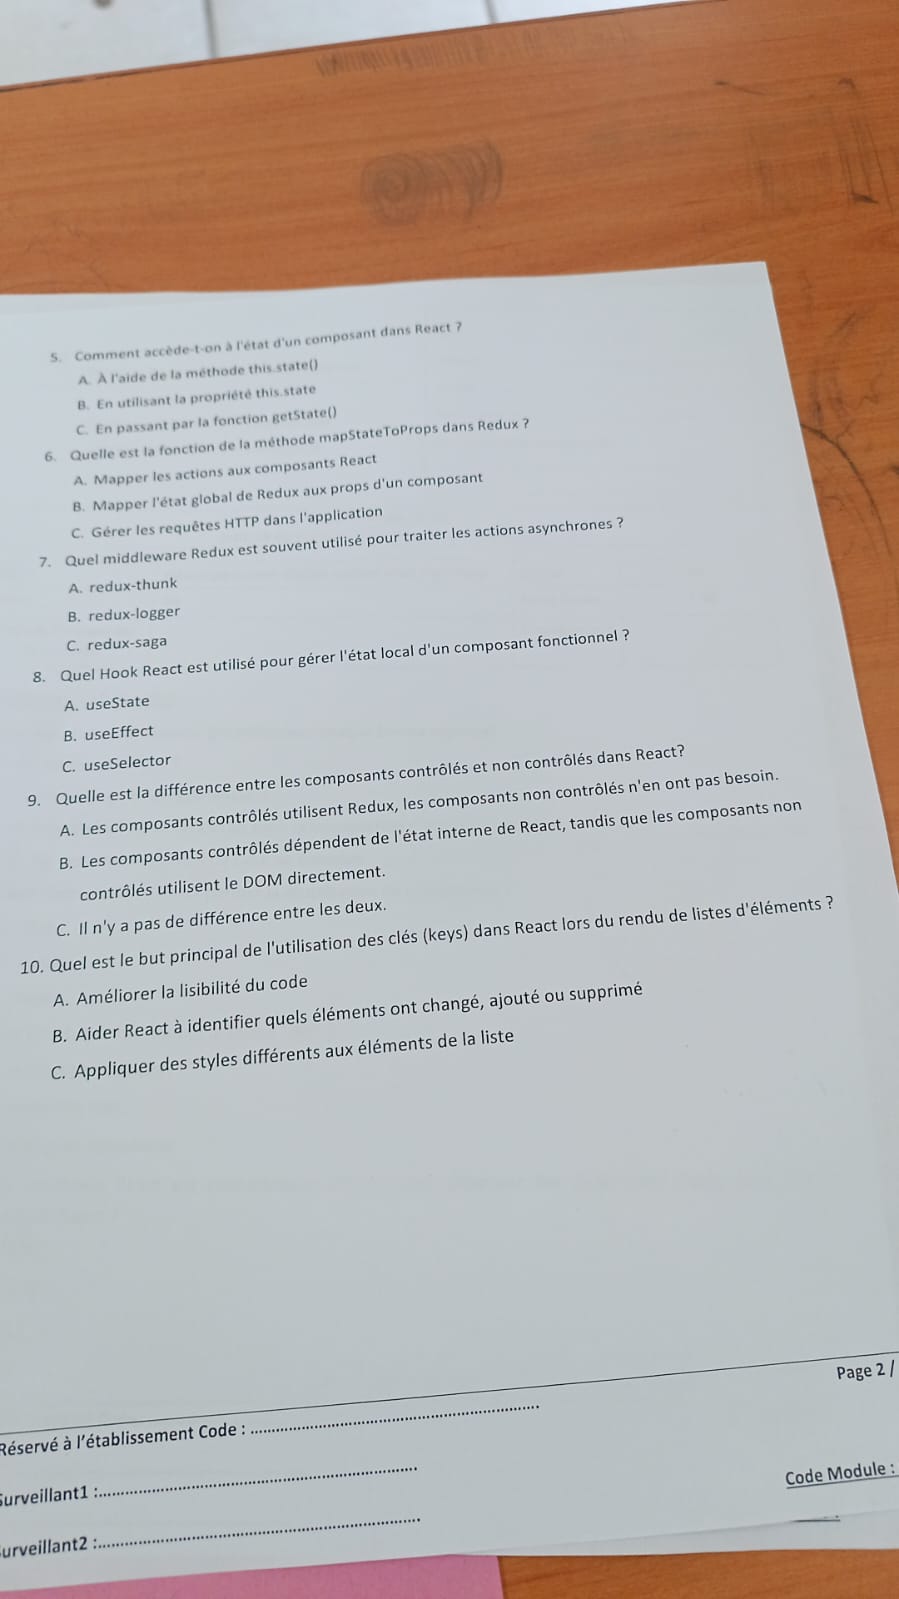 5. Comment accède-t-on à l'état d'un composant dans React ?
A. À l'aide de la méthode this.state()
B. En utilisant la propriété this.state
C. En passant par la fonction getState()
6. Quelle est la fonction de la méthode mapStateToProps dans Redux ?
A. Mapper les actions aux composants React
B. Mapper l'état global de Redux aux props d'un composant
C. Gérer les requêtes HTTP dans l'application
7. Quel middleware Redux est souvent utilisé pour traiter les actions asynchrones ?
A. redux-thunk
B. redux-logger
C. redux-saga
8. Quel Hook React est utilisé pour gérer l'état local d'un composant fonctionnel ?
A. useState
B. useEffect
C. useSelector
9. Quelle est la différence entre les composants contrôlés et non contrôlés dans React?
A. Les composants contrôlés utilisent Redux, les composants non contrôlés n'en ont pas besoin.
B. Les composants contrôlés dépendent de l'état interne de React, tandis que les composants non
contrôlés utilisent le DOM directement.
C. Il n'y a pas de différence entre les deux.
10. Quel est le but principal de l'utilisation des clés (keys) dans React lors du rendu de listes d'éléments ?
A. Améliorer la lisibilité du code
B. Aider React à identifier quels éléments ont changé, ajouté ou supprimé
C. Appliquer des styles différents aux éléments de la liste
Page 2 /
Réservé à l'établissement Code :
Surveillant1 :
Code Module :
urveillant2 :